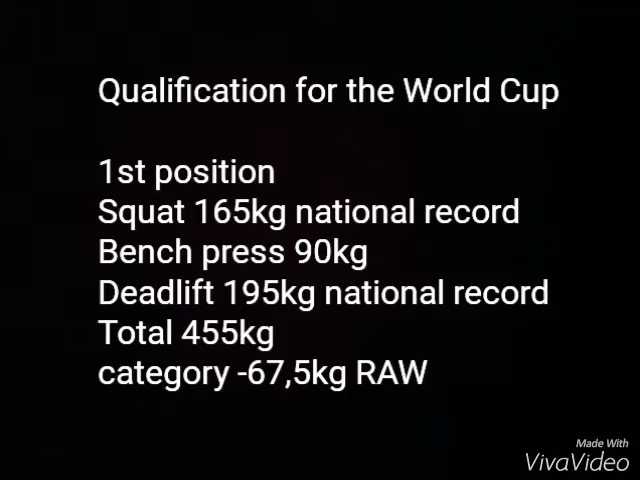 Qualification for the World Cup
1st position
Squat 165kg national record
Bench press 90kg
Deadlift 195kg national record
Total 455kg
category -67,5kg RAW
Made With
VivaVideo